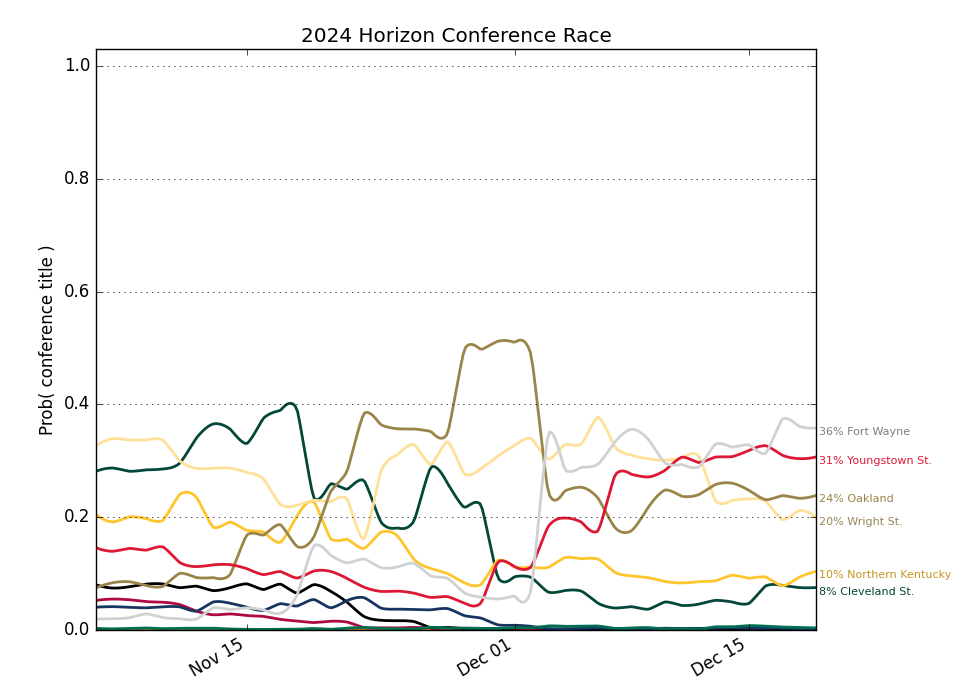 2024 Horizon Conference Race
Prob( conference title )
1.0
0.8
0.6
0.4
0.2
0.0
Nov 15
Dec 01
Dec 15
36% Fort Wayne
31% Youngstown St.
24% Oakland
20% Wright St.
10% Northern Kentucky
8% Cleveland St.